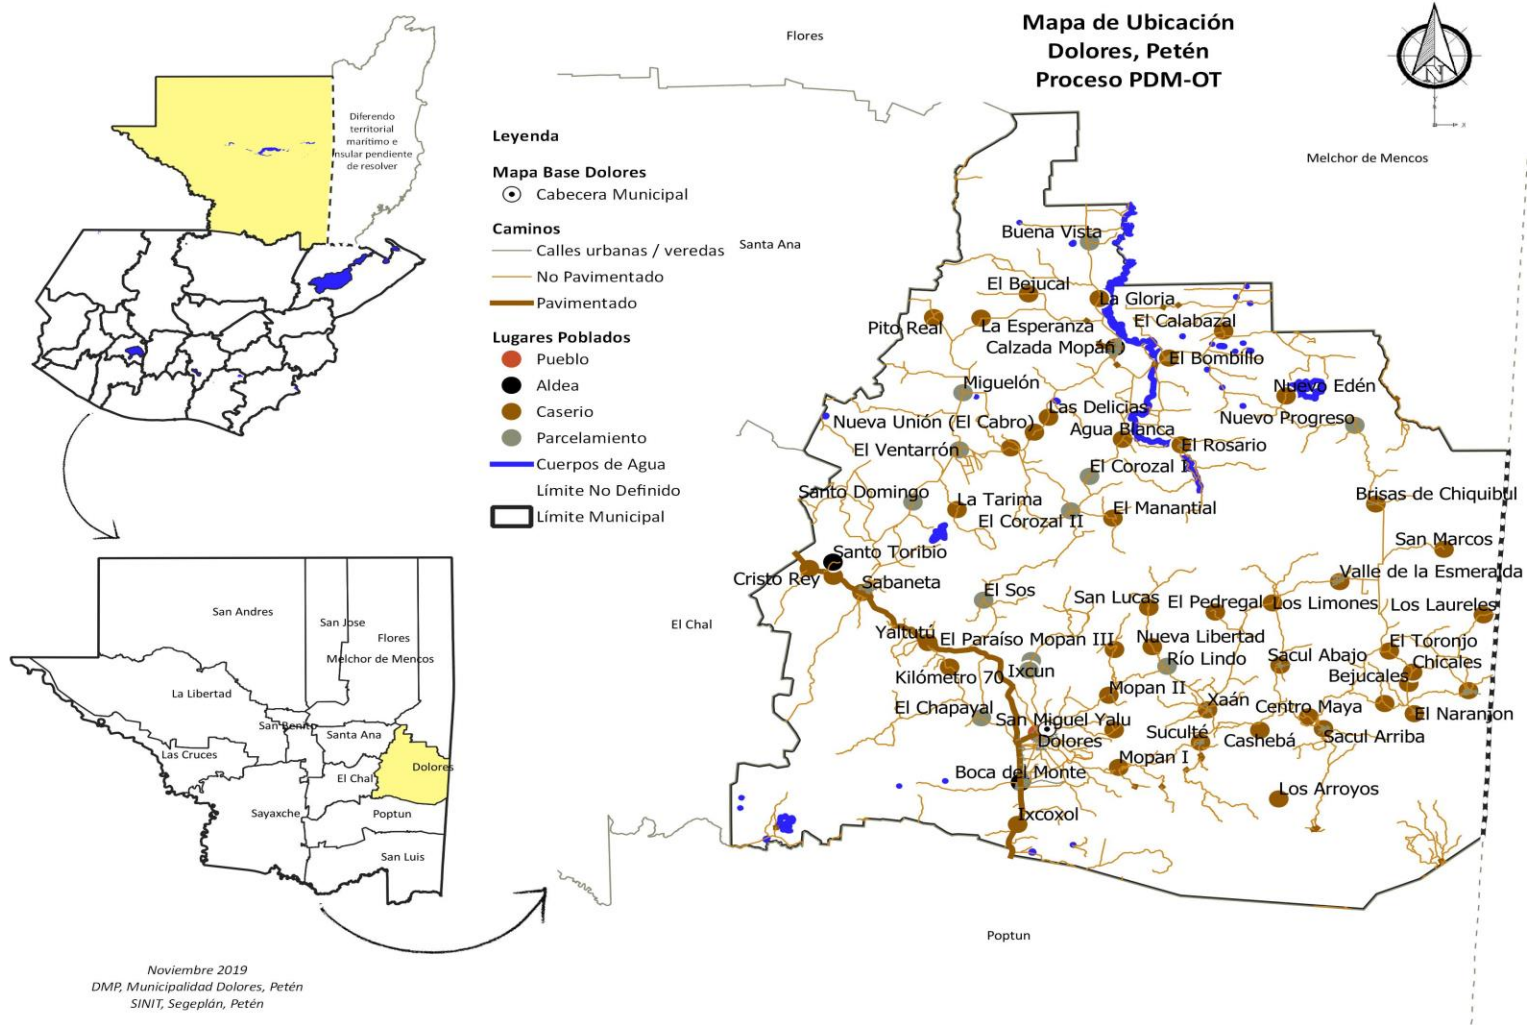 Mapa de Ubicación
Dolores, Petén
Proceso PDM-OT
N
Flores
Melchor de Mencos
Santa Ana
El Chal
Poptun
Diferendo
territorial
marítimo e
insular pendiente
de resolver
Leyenda
Mapa Base Dolores
Cabecera Municipal
Caminos
Calles urbanas / veredas
No Pavimentado
Pavimentado
Lugares Poblados
Pueblo
Aldea
Caserio
Parcelamiento
Cuerpos de Agua
Límite No Definido
Límite Municipal
Buena Vista
El Bejucal
La Gloria
Pito Real
La Esperanza
El Calabazal
Calzada Mopán
El Bombillo
Miguelón
Nuevo Edén
Las Delicias
Nueva Unión (El Cabro)
Agua Blanca
Nuevo Progreso
El Ventarrón
El Rosario
El Corozal I
Santo Domingo
La Tarima
El Corozal II
El Manantial
Brisas de Chiquibul
San Marcos
Santo Toribio
Cristo Rey
Sabaneta
El Sos
San Lucas
El Pedregal
Los Limones
Valle de la Esmeralda
Los Laureles
Yaltutú
El Paraíso Mopan III
Nueva Libertad
El Toronjo
Kilómetro 70
Ixcun
Río Lindo
Sacul Abajo
Chicales
Bejucales
Mopan II
El Chapayal
San Miguel Yalu
Xaán
Centro Maya
El Naranjon
Dolores
Suculté
Cashebá
Sacul Arriba
Boca del Monte
Mopan I
Los Arroyos
Ixcoxol
San Andres
San Jose
Flores
Melchor de Mencos
La Libertad
San Benito
Santa Ana
Las Cruces
El Chal
Dolores
Sayaxche
Poptun
San Luis
Noviembre 2019
DMP, Municipalidad Dolores, Petén
SINIT, Segeplán, Petén